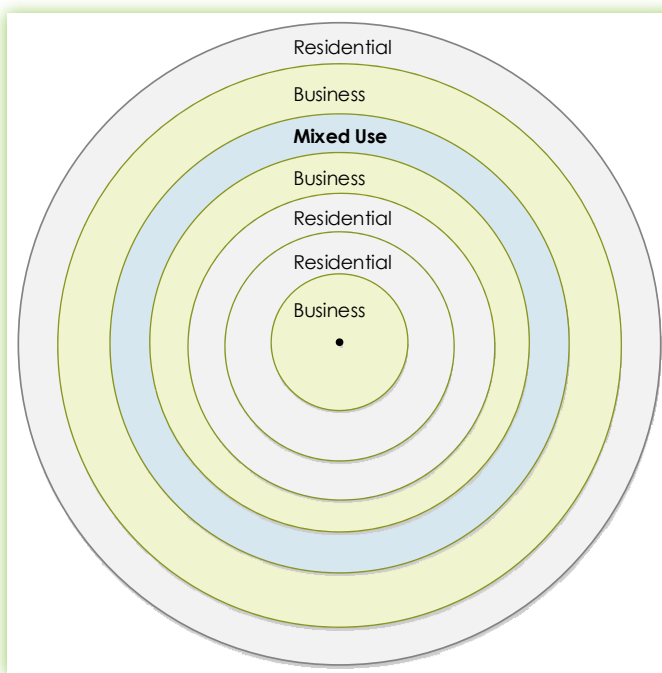 Residential
Business
Mixed Use
Business
Residential
Residential
Business